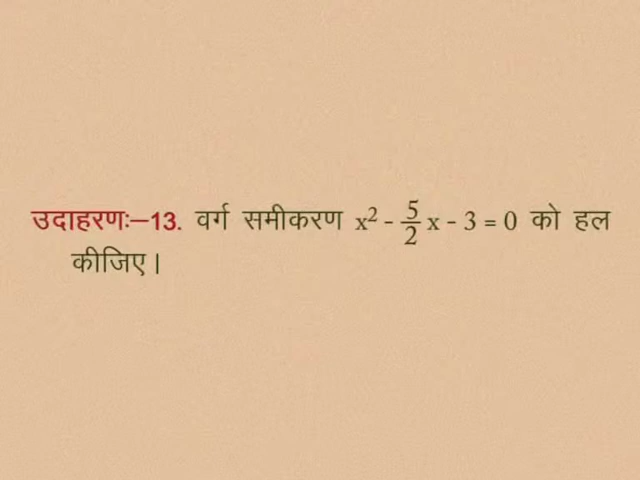 उदाहरणः–13. वर्ग समीकरण x² - 5/2 x - 3 = 0 को हल
कीजिए।